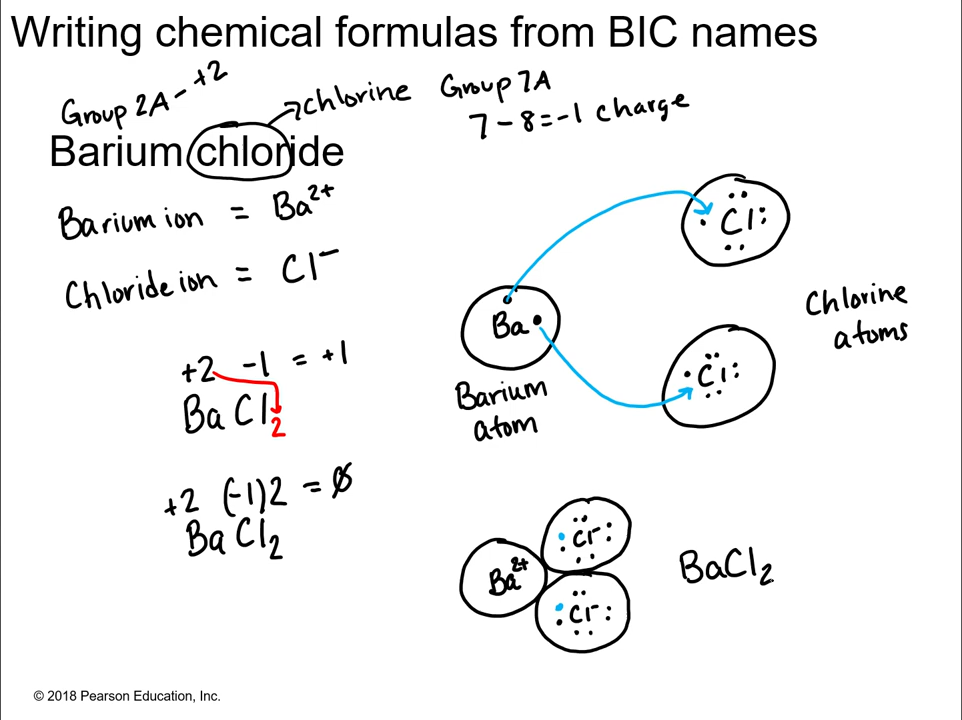 Writing chemical formulas from BIC names
Group 2A - +2
chlorine
Group 7A
7 - 8 = -1 charge
Barium chloride
Barium ion = Ba²⁺
Chloride ion = Cl⁻
+2 -1 = +1
BaCl₂
+2 (-1)2 = 0̸
BaCl₂
Cl
Ba
Barium
atom
Cl
Chlorine
atoms
Ba²⁺
Cl⁻
Cl⁻
BaCl₂
© 2018 Pearson Education, Inc.